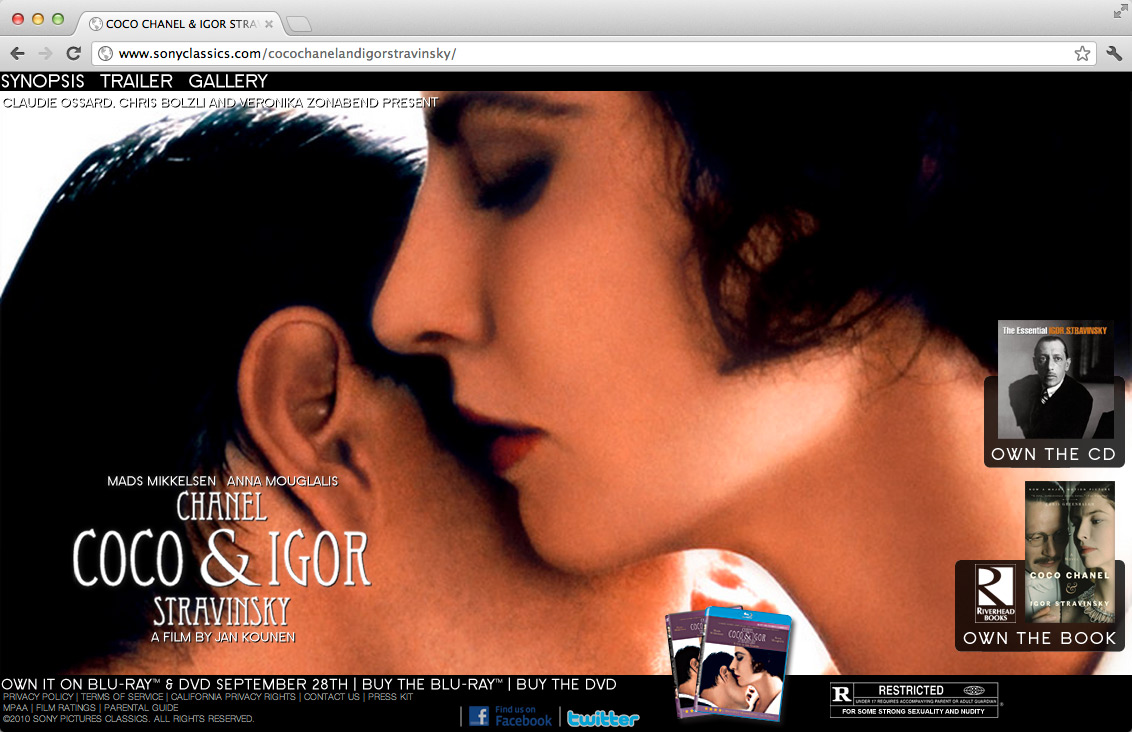 COCO CHANEL & IGOR STRA
www.sonyclassics.com/cocochanelandigorstravinsky/
SYNOPSIS TRAILER GALLERY
CLAUDIE OSSARD, CHRIS BOLZLI AND VERONIKA ZONABEND PRESENT
The Essential IGOR STRAVINSKY
OWN THE CD
MADS MIKKELSEN ANNA MOUGLALIS
CHANEL
COCO & IGOR
STRAVINSKY
A FILM BY JAN KOUNEN
COCO CHANEL
&
IGOR STRAVINSKY
RIVERHEAD
BOOKS
OWN THE BOOK
COCO & IGOR
OWN IT ON BLU-RAY™ & DVD SEPTEMBER 28TH | BUY THE BLU-RAY™ | BUY THE DVD
PRIVACY POLICY | TERMS OF SERVICE | CALIFORNIA PRIVACY RIGHTS | CONTACT US | PRESS KIT
MPAA | FILM RATINGS | PARENTAL GUIDE
©2010 SONY PICTURES CLASSICS. ALL RIGHTS RESERVED.
| Find us on
Facebook | twitter
R RESTRICTED
UNDER 17 REQUIRES ACCOMPANYING PARENT OR ADULT GUARDIAN
FOR SOME STRONG SEXUALITY AND NUDITY